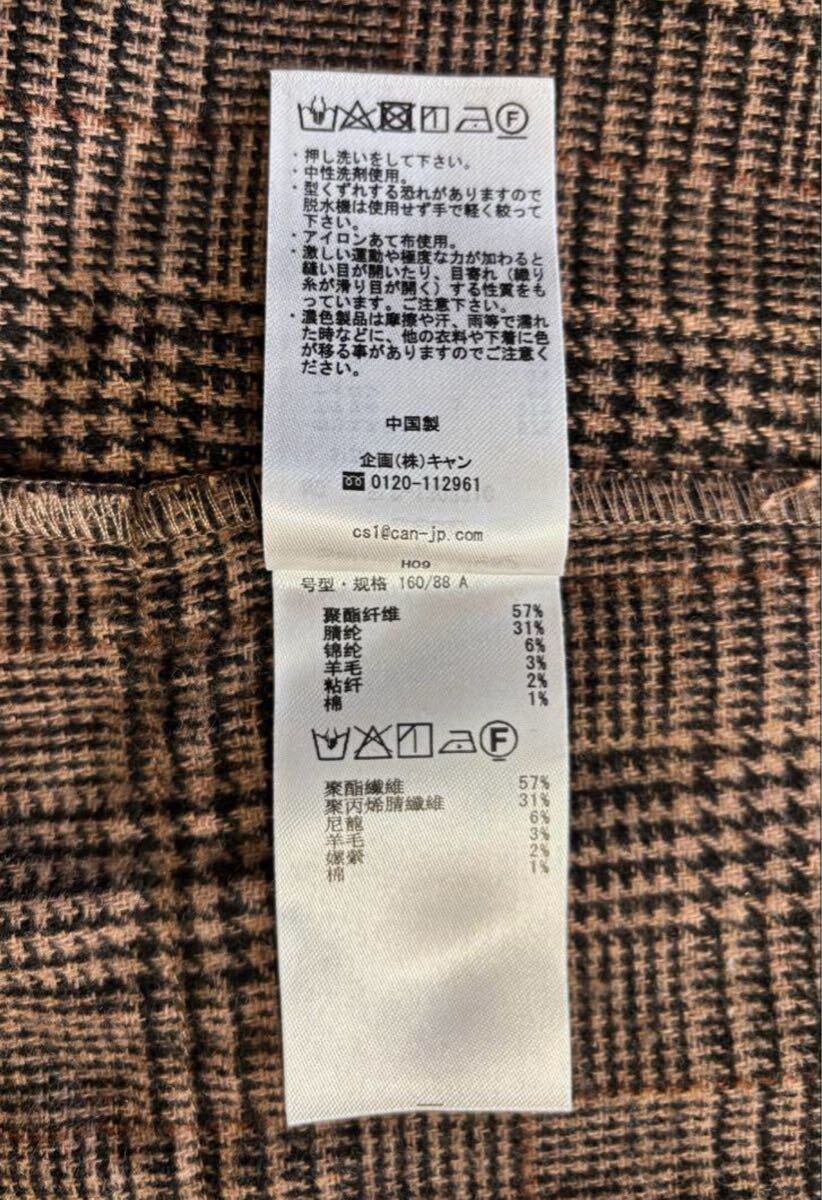 F
・押し洗いをして下さい。
・中性洗剤使用。
・型くずれする恐れがありますので
脱水機は使用せず手で軽く絞って
下さい。
・アイロンあて布使用。
・激しい運動や極度な力が加わると
縫い目が開いたり、目寄れ(織り
糸が滑り目が開く)する性質をも
っています。ご注意下さい。
・濃色製品は摩擦や汗、雨等で濡れ
た時などに、他の衣料や下着に色
が移る事がありますのでご注意く
ださい。
中国製
企画(株)キャン
0120-112961
cs1@can-jp.com
H09
号型・规格 160/88 A
聚酯纤维 57%
腈纶 31%
锦纶 6%
羊毛 3%
粘纤 2%
棉 1%
F
聚酯纖維 57%
聚丙烯腈纖維 31%
尼龍 6%
羊毛 3%
嫘縈 2%
棉 1%